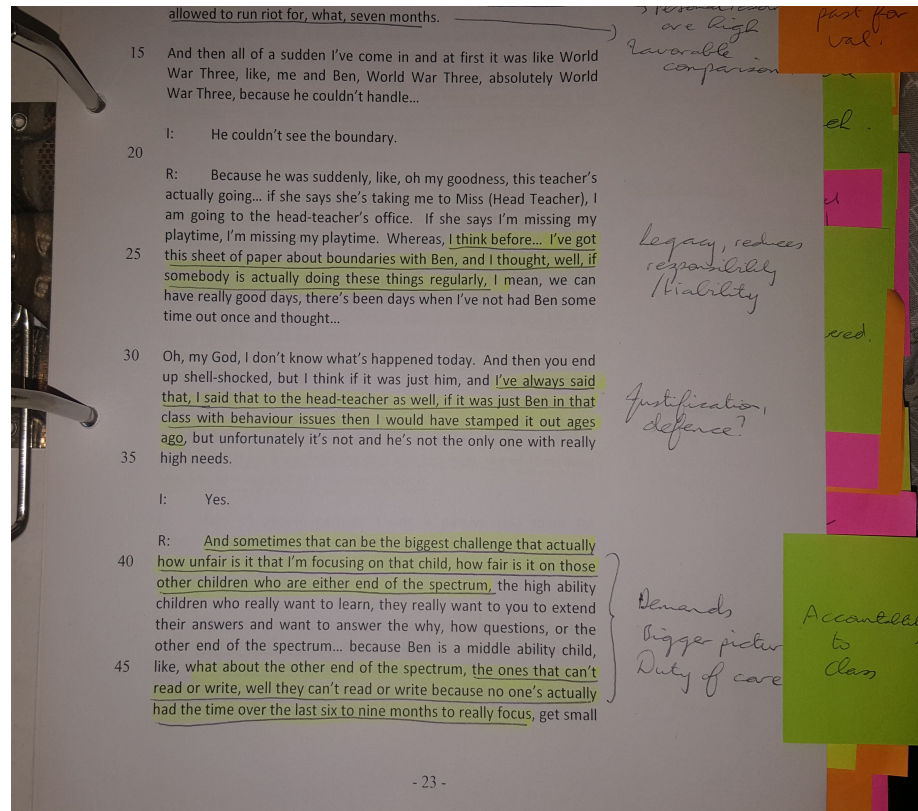 allowed to run riot for, what, seven months.
are high
favorable
comparison
past for
val.
15 And then all of a sudden I've come in and at first it was like World
War Three, like, me and Ben, World War Three, absolutely World
War Three, because he couldn't handle…
I: He couldn't see the boundary.
20
R: Because he was suddenly, like, oh my goodness, this teacher's
actually going… if she says she's taking me to Miss (Head Teacher), I
am going to the head-teacher's office. If she says I'm missing my
playtime, I'm missing my playtime. Whereas, I think before… I've got
25 this sheet of paper about boundaries with Ben, and I thought, well, if
somebody is actually doing these things regularly, I mean, we can
have really good days, there's been days when I've not had Ben some
time out once and thought…
Legacy, reduces
responsibility
/liability
30 Oh, my God, I don't know what's happened today. And then you end
up shell-shocked, but I think if it was just him, and I've always said
that, I said that to the head-teacher as well, if it was just Ben in that
class with behaviour issues then I would have stamped it out ages
ago, but unfortunately it's not and he's not the only one with really
35 high needs.
Justification,
defence?
I: Yes.
R: And sometimes that can be the biggest challenge that actually
40 how unfair is it that I'm focusing on that child, how fair is it on those
other children who are either end of the spectrum, the high ability
children who really want to learn, they really want to you to extend
their answers and want to answer the why, how questions, or the
other end of the spectrum… because Ben is a middle ability child,
45 like, what about the other end of the spectrum, the ones that can't
read or write, well they can't read or write because no one's actually
had the time over the last six to nine months to really focus, get small
Demands
Bigger pictur
Duty of care
Accountabl
to
Class
- 23 -